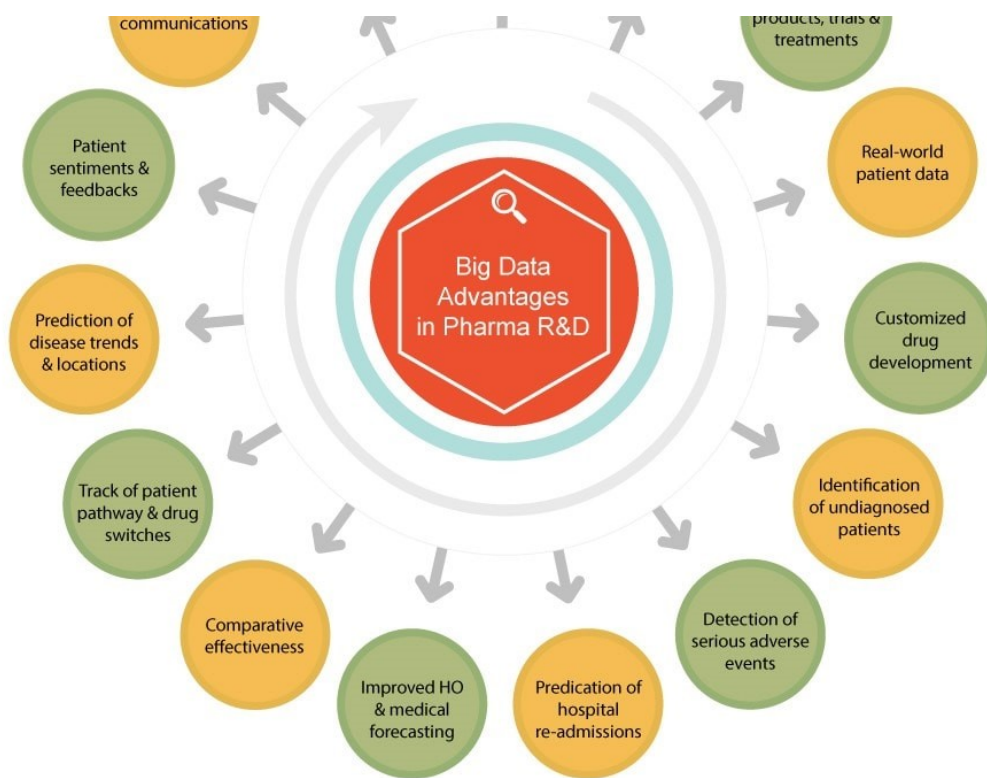 communications
products, trials &
treatments
Patient
sentiments &
feedbacks
Real-world
patient data
Big Data
Advantages
in Pharma R&D
Prediction of
disease trends
& locations
Customized
drug
development
Track of patient
pathway & drug
switches
Identification
of undiagnosed
patients
Comparative
effectiveness
Detection of
serious adverse
events
Improved HO
& medical
forecasting
Predication of
hospital
re-admissions